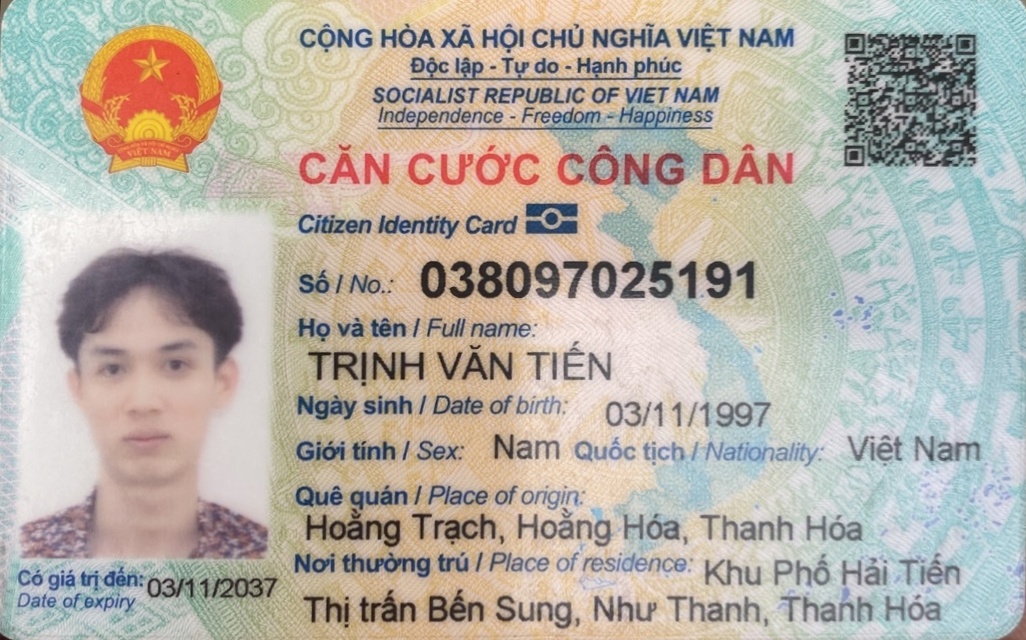 CỘNG HÒA XÃ HỘI CHỦ NGHĨA VIỆT NAM
Độc lập - Tự do - Hạnh phúc
SOCIALIST REPUBLIC OF VIET NAM
Independence - Freedom - Happiness
CĂN CƯỚC CÔNG DÂN
Citizen Identity Card
Số / No.: 038097025191
Họ và tên / Full name:
TRỊNH VĂN TIẾN
Ngày sinh / Date of birth: 03/11/1997
Giới tính / Sex: Nam Quốc tịch / Nationality: Việt Nam
Quê quán / Place of origin:
Hoằng Trạch, Hoằng Hóa, Thanh Hóa
Nơi thường trú / Place of residence: Khu Phố Hải Tiến
Thị trấn Bến Sung, Như Thanh, Thanh Hóa
Có giá trị đến: 03/11/2037
Date of expiry
VIỆT NAM